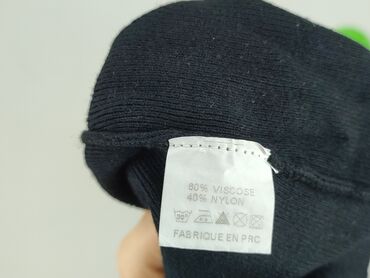 60% VISCOSE
40% NYLON
FABRIQUE EN PRC